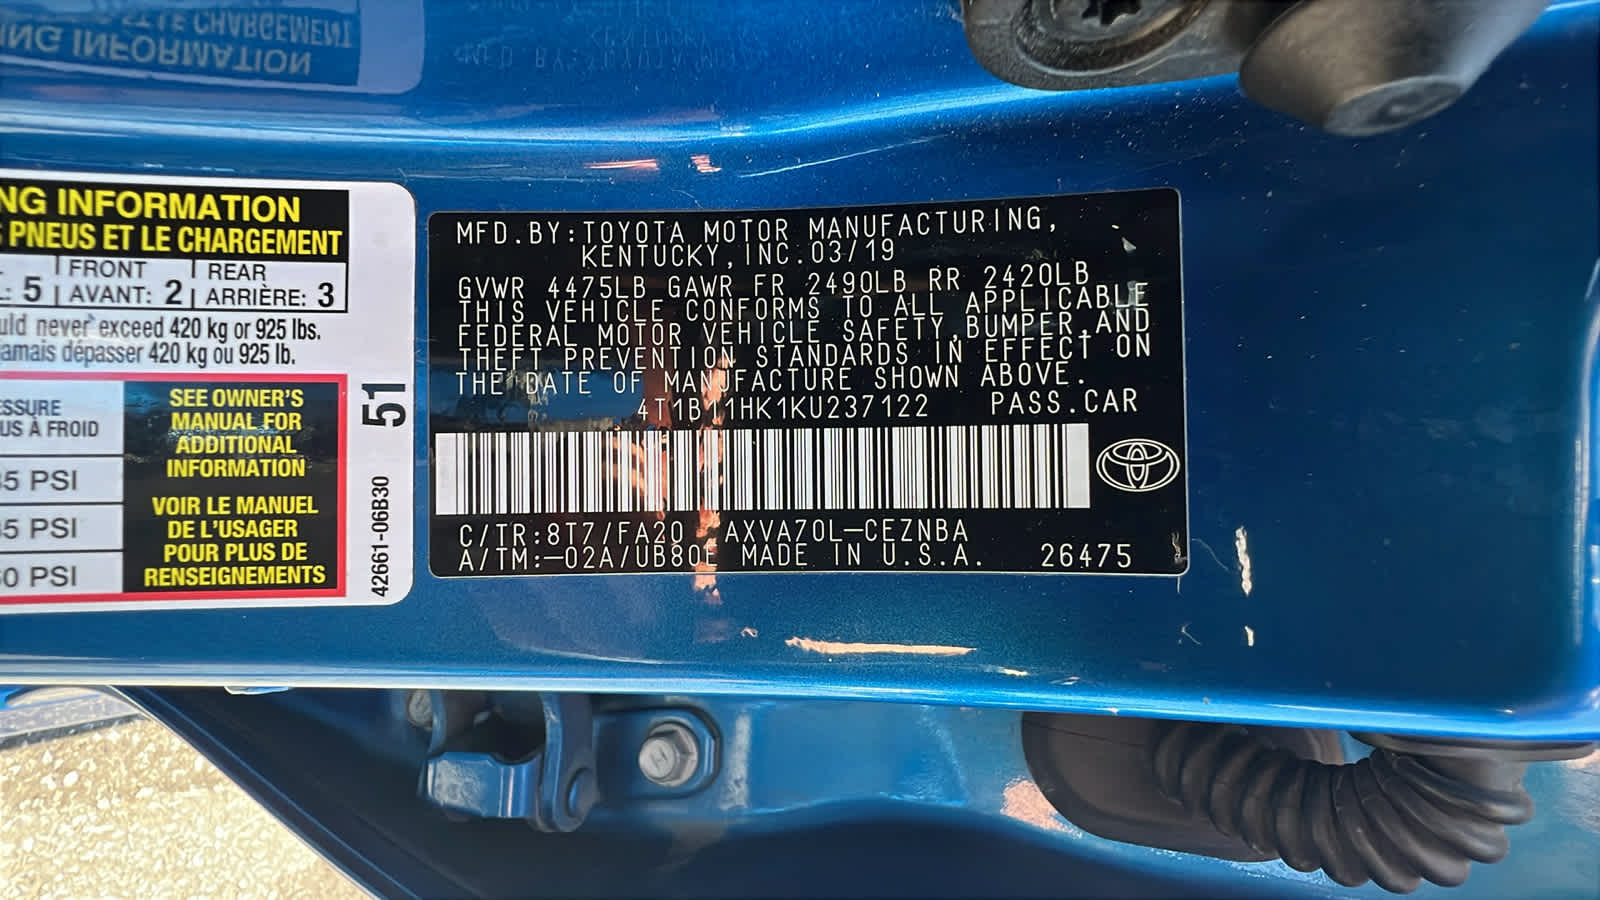 NG INFORMATION
PNEUS ET LE CHARGEMENT
FRONT
REAR
5
AVANT: 2
ARRIÈRE: 3
uld never exceed 420 kg or 925 lbs.
jamais dépasser 420 kg ou 925 lb.
ESSURE
US À FROID
35 PSI
35 PSI
60 PSI
SEE OWNER'S
MANUAL FOR
ADDITIONAL
INFORMATION
VOIR LE MANUEL
DE L'USAGER
POUR PLUS DE
RENSEIGNEMENTS
51
42661-06B30
MFD.BY:TOYOTA MOTOR MANUFACTURING,
KENTUCKY,INC.03/19
GVWR 4475LB GAWR FR 2490LB RR 2420LB
THIS VEHICLE CONFORMS TO ALL APPLICABLE
FEDERAL MOTOR VEHICLE SAFETY,BUMPER,AND
THEFT PREVENTION STANDARDS IN EFFECT ON
THE DATE OF MANUFACTURE SHOWN ABOVE.
4T1B11HK1KU237122 PASS.CAR
C/TR:8T7/FA20 AXVA70L-CEZNBA
A/TM:-02A/UB80E MADE IN U.S.A. 26475